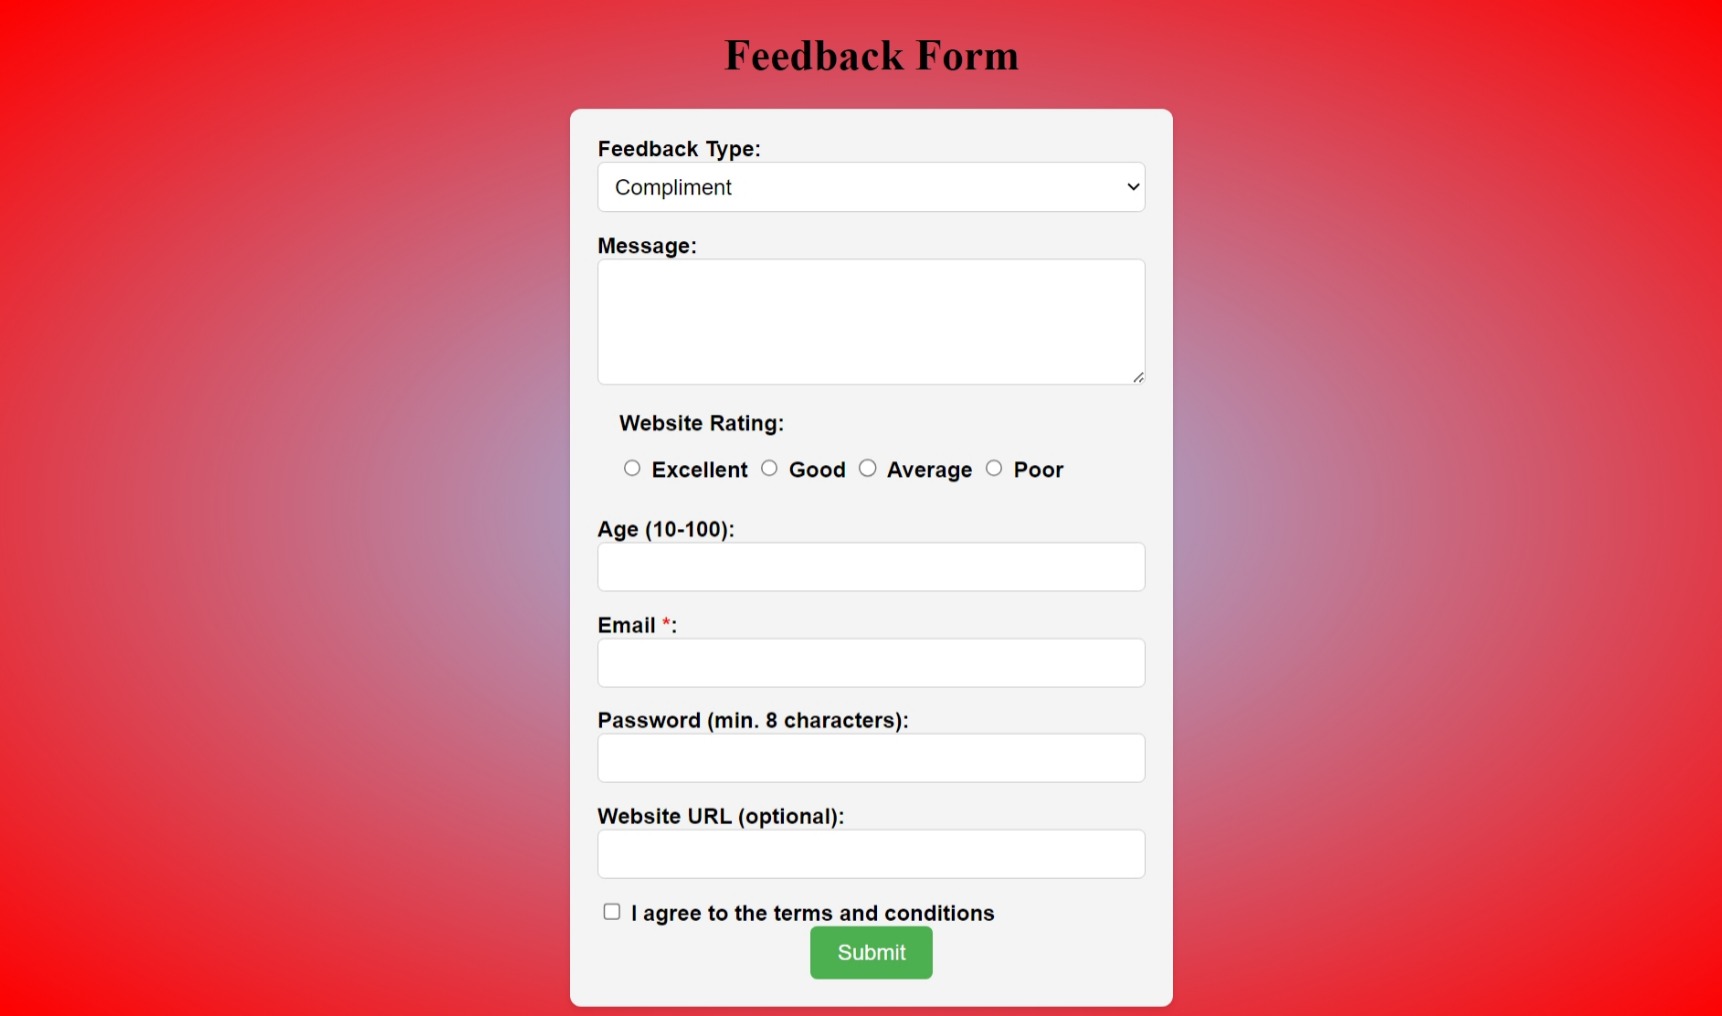 Feedback Form
Feedback Type:
Compliment
Message:
Website Rating:
Excellent Good Average Poor
Age (10-100):
Email *:
Password (min. 8 characters):
Website URL (optional):
I agree to the terms and conditions
Submit